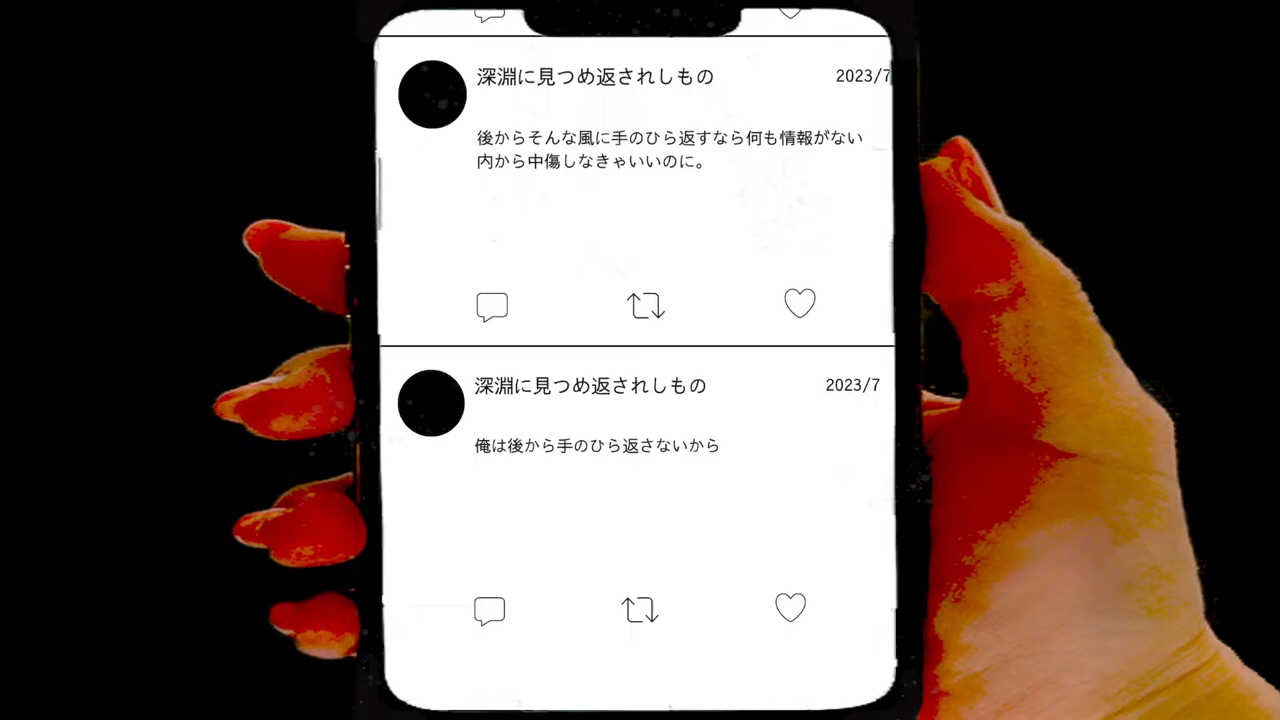 深淵に見つめ返されしもの
2023/7
後からそんな風に手のひら返すなら何も情報がない
内から中傷しなきゃいいのに。
深淵に見つめ返されしもの
2023/7
俺は後から手のひら返さないから